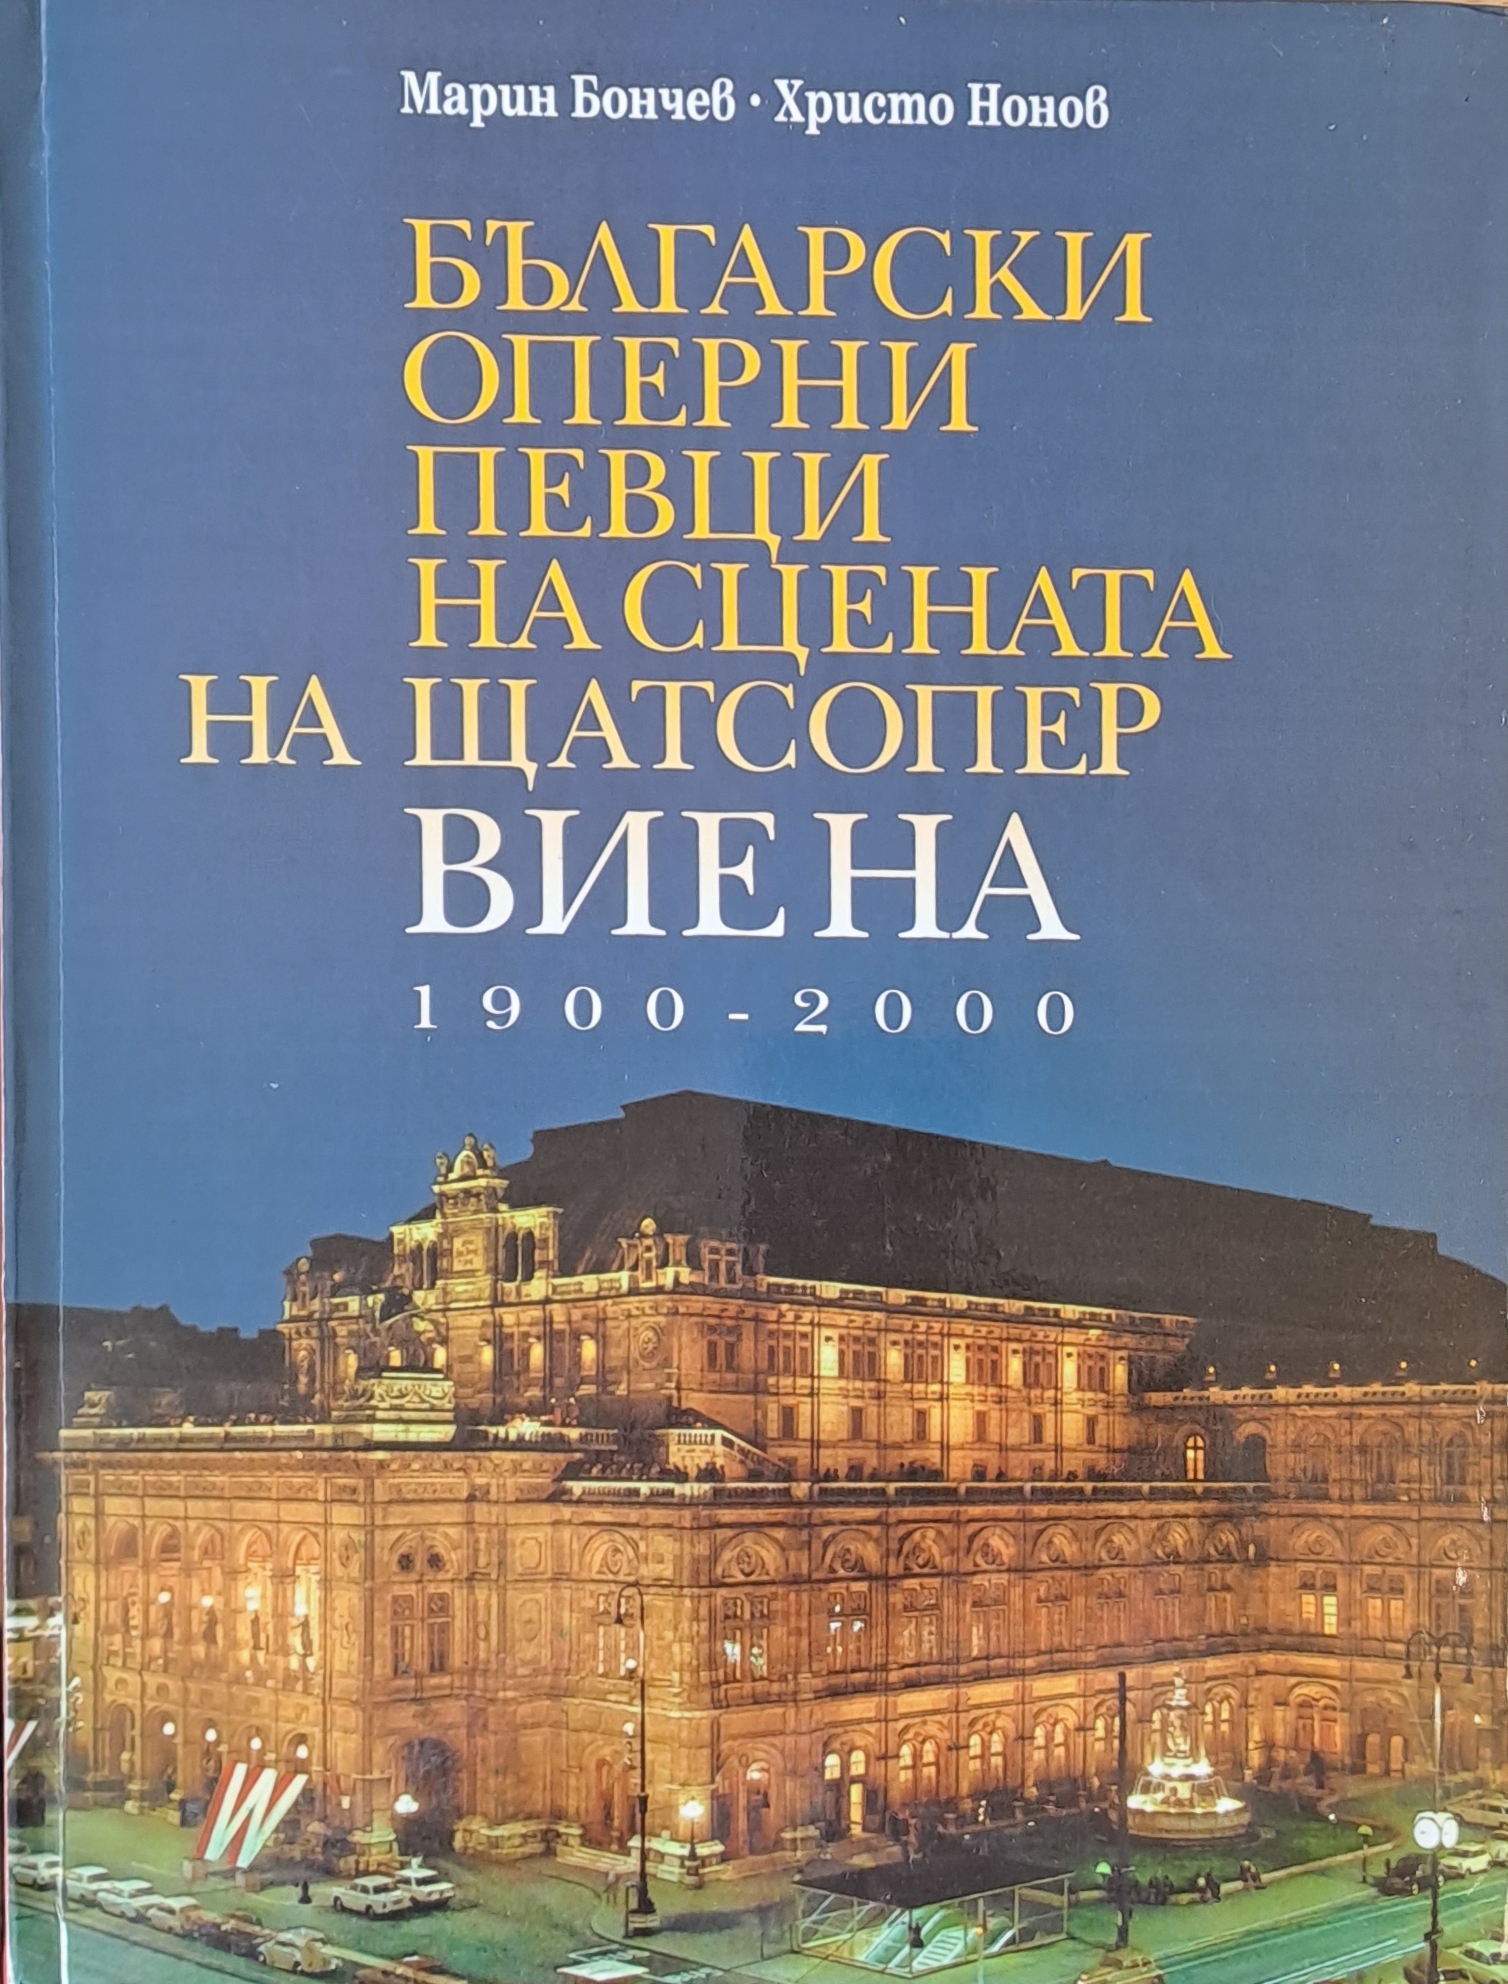 Марин Бончев · Христо Нонов
БЪЛГАРСКИ
ОПЕРНИ
ПЕВЦИ
НА СЦЕНАТА
НА ЩАТСОПЕР
ВИЕНА
1900-2000
W